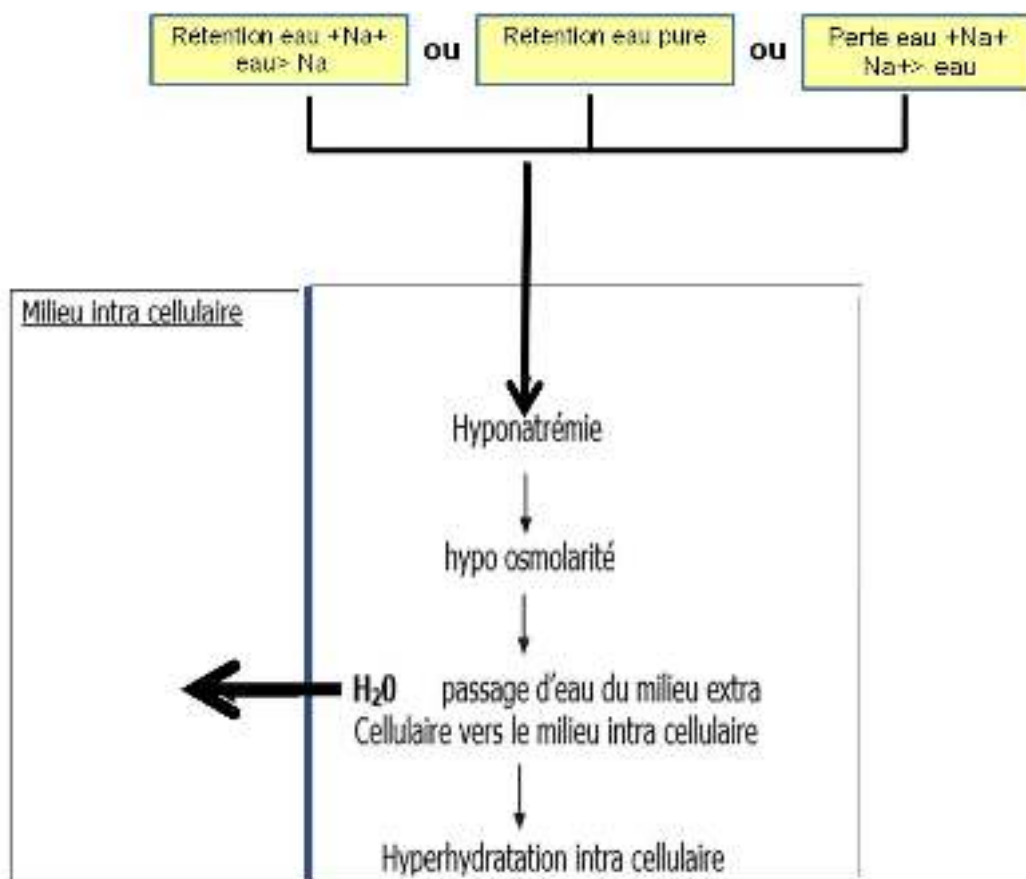 Rétention eau +Na+
eau> Na
ou
Rétention eau pure
ou
Perte eau +Na+
Na+> eau
Milieu intra cellulaire
Hyponatrémie
hypo osmolarité
H₂0 passage d'eau du milieu extra
Cellulaire vers le milieu intra cellulaire
Hyperhydratation intra cellulaire